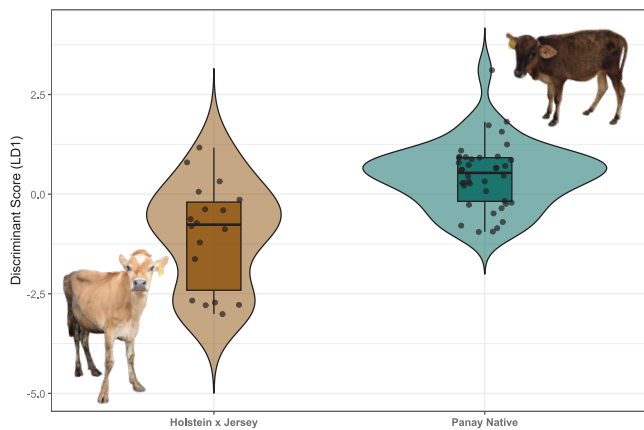 Discriminant Score (LD1)
2.5
0.0
-2.5
-5.0
Holstein x Jersey
Panay Native